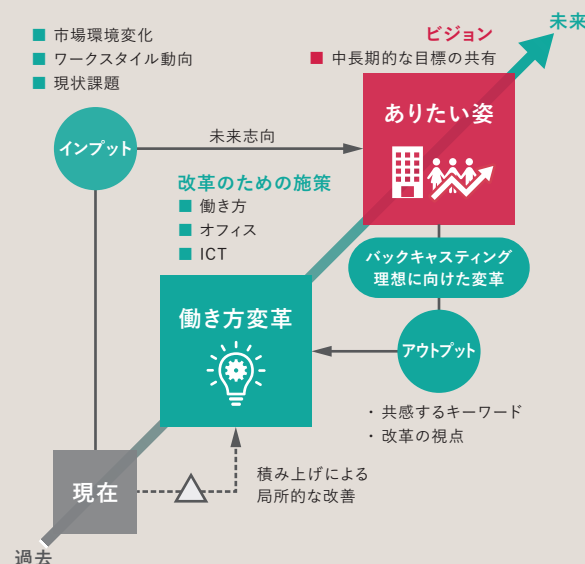 未来
ビジョン
■ 中長期的な目標の共有
■ 市場環境変化
■ ワークスタイル動向
■ 現状課題
ありたい姿
インプット
未来志向
改革のための施策
■ 働き方
■ オフィス
■ ICT
バックキャスティング
理想に向けた変革
働き方変革
アウトプット
・共感するキーワード
・改革の視点
現在
積み上げによる
局所的な改善
過去